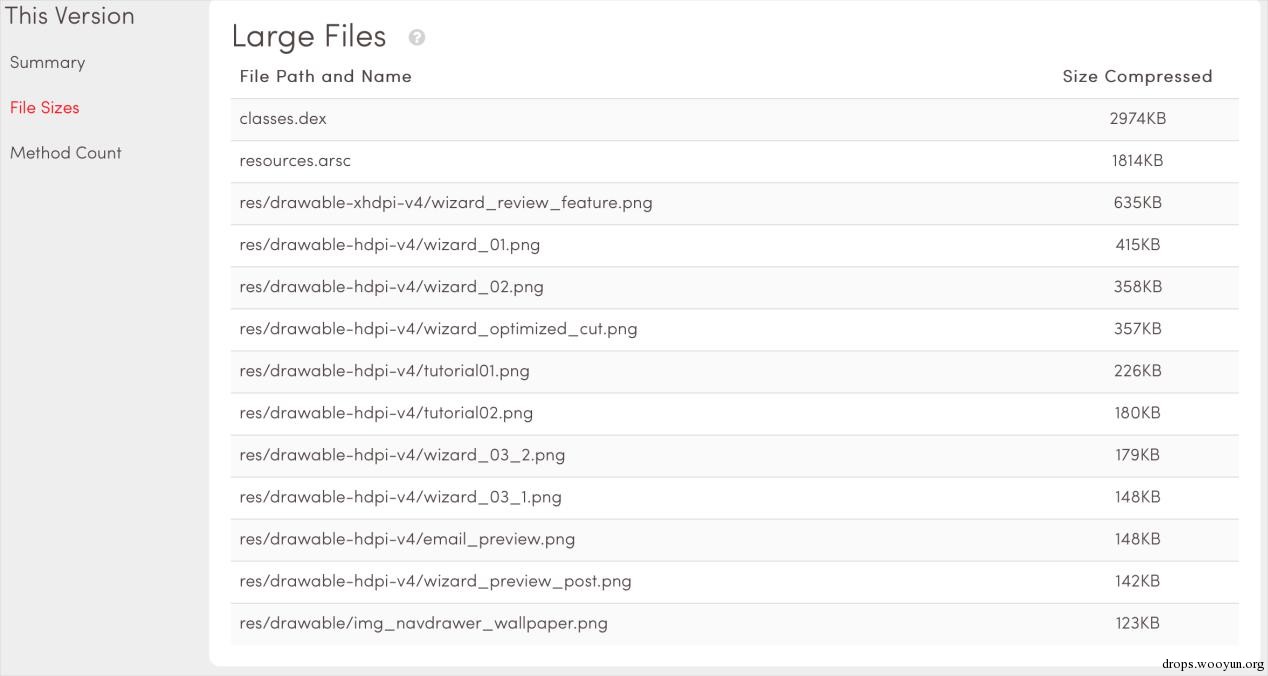 This Version
Summary
File Sizes
Method Count
Large Files ?
File Path and Name Size Compressed
classes.dex 2974KB
resources.arsc 1814KB
res/drawable-xhdpi-v4/wizard_review_feature.png 635KB
res/drawable-hdpi-v4/wizard_01.png 415KB
res/drawable-hdpi-v4/wizard_02.png 358KB
res/drawable-hdpi-v4/wizard_optimized_cut.png 357KB
res/drawable-hdpi-v4/tutorial01.png 226KB
res/drawable-hdpi-v4/tutorial02.png 180KB
res/drawable-hdpi-v4/wizard_03_2.png 179KB
res/drawable-hdpi-v4/wizard_03_1.png 148KB
res/drawable-hdpi-v4/email_preview.png 148KB
res/drawable-hdpi-v4/wizard_preview_post.png 142KB
res/drawable/img_navdrawer_wallpaper.png 123KB
drops.wooyun.org